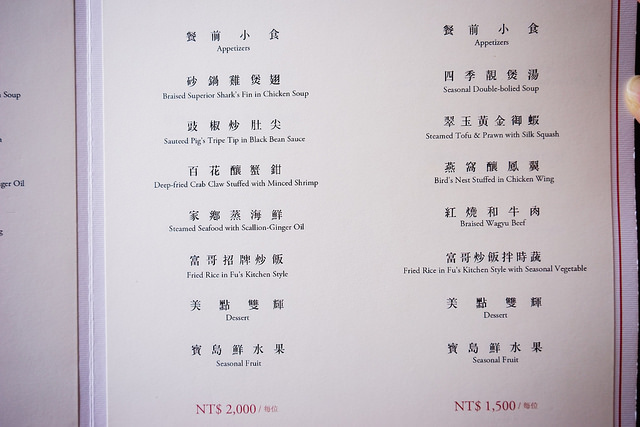 Soup
ger Oil
餐前小食
Appetizers
砂鍋雞煲翅
Braised Superior Shark's Fin in Chicken Soup
豉椒炒肚尖
Sauteed Pig's Tripe Tip in Black Bean Sauce
百花釀蟹鉗
Deep-fried Crab Claw Stuffed with Minced Shrimp
家鄉蒸海鮮
Steamed Seafood with Scallion-Ginger Oil
富哥招牌炒飯
Fried Rice in Fu's Kitchen Style
美點雙輝
Dessert
寶島鮮水果
Seasonal Fruit
NT$ 2,000 / 每位
餐前小食
Appetizers
四季靚煲湯
Seasonal Double-bolied Soup
翠玉黃金御蝦
Steamed Tofu & Prawn with Silk Squash
燕窩釀鳳翼
Bird's Nest Stuffed in Chicken Wing
紅燒和牛肉
Braised Wagyu Beef
富哥炒飯拌時蔬
Fried Rice in Fu's Kitchen Style with Seasonal Vegetable
美點雙輝
Dessert
寶島鮮水果
Seasonal Fruit
NT$ 1,500 / 每位